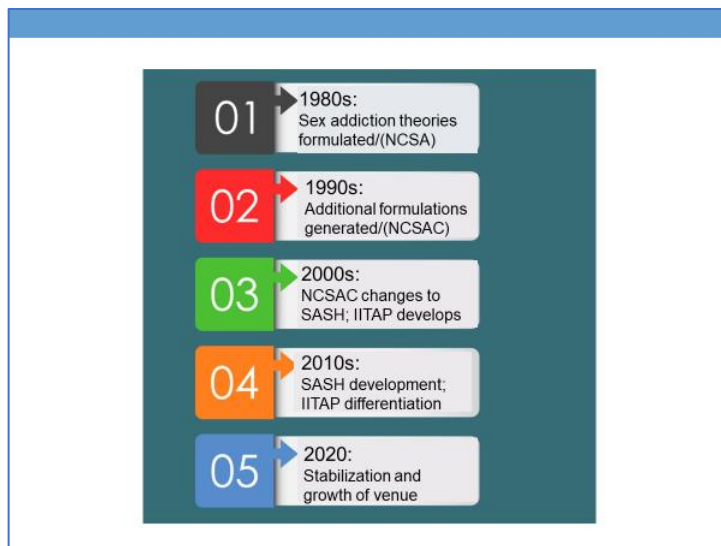 01
1980s:
Sex addiction theories
formulated/(NCSA)
02
1990s:
Additional formulations
generated/(NCSAC)
03
2000s:
NCSAC changes to
SASH; IITAP develops
04
2010s:
SASH development;
IITAP differentiation
05
2020:
Stabilization and
growth of venue